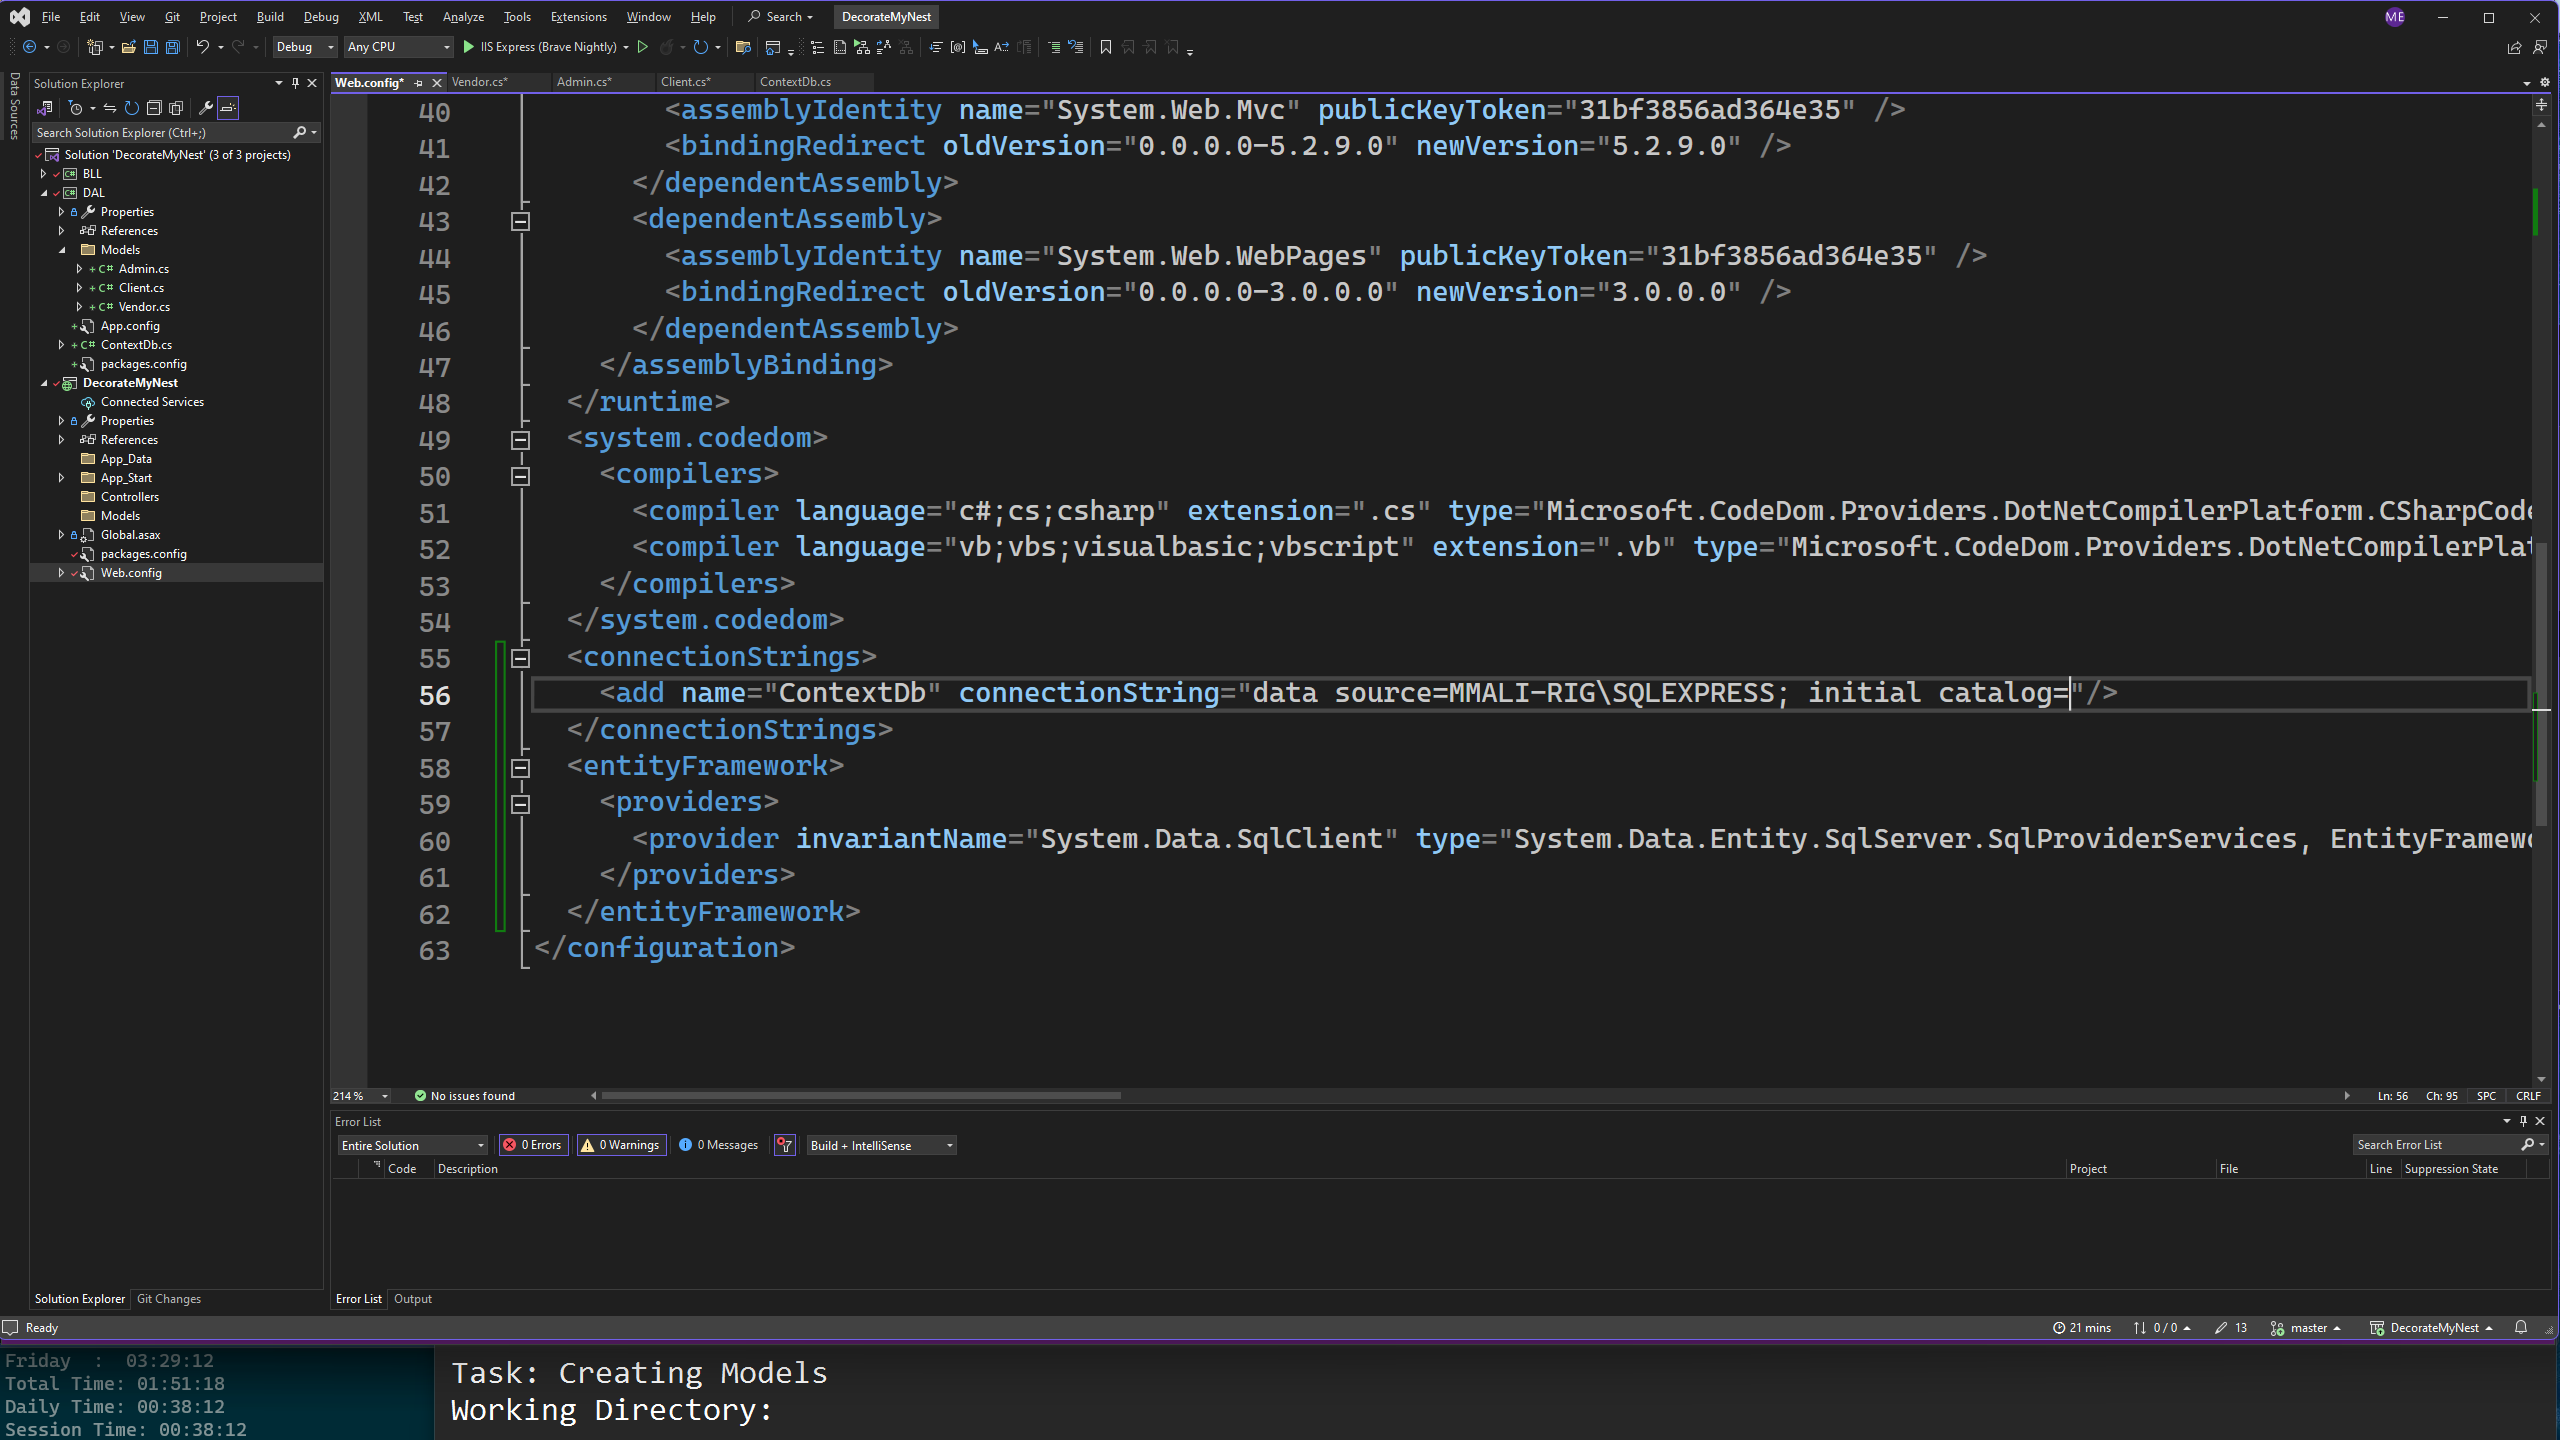 File Edit View Git Project Build Debug XML Test Analyze Tools Extensions Window Help Search DecorateMyNest ME
Debug Any CPU IIS Express (Brave Nightly)
Data Sources
Solution Explorer
Search Solution Explorer (Ctrl+;)
Solution 'DecorateMyNest' (3 of 3 projects)
BLL
DAL
Properties
References
Models
C# Admin.cs
C# Client.cs
C# Vendor.cs
App.config
C# ContextDb.cs
packages.config
DecorateMyNest
Connected Services
Properties
References
App_Data
App_Start
Controllers
Models
Global.asax
packages.config
Web.config
Solution Explorer Git Changes
Web.config* Vendor.cs* Admin.cs* Client.cs* ContextDb.cs
40 <assemblyIdentity name="System.Web.Mvc" publicKeyToken="31bf3856ad364e35" />
41 <bindingRedirect oldVersion="0.0.0.0-5.2.9.0" newVersion="5.2.9.0" />
42 </dependentAssembly>
43 <dependentAssembly>
44 <assemblyIdentity name="System.Web.WebPages" publicKeyToken="31bf3856ad364e35" />
45 <bindingRedirect oldVersion="0.0.0.0-3.0.0.0" newVersion="3.0.0.0" />
46 </dependentAssembly>
47 </assemblyBinding>
48 </runtime>
49 <system.codedom>
50 <compilers>
51 <compiler language="c#;cs;csharp" extension=".cs" type="Microsoft.CodeDom.Providers.DotNetCompilerPlatform.CSharpCode
52 <compiler language="vb;vbs;visualbasic;vbscript" extension=".vb" type="Microsoft.CodeDom.Providers.DotNetCompilerPlat
53 </compilers>
54 </system.codedom>
55 <connectionStrings>
56 <add name="ContextDb" connectionString="data source=MMALI-RIG\SQLEXPRESS; initial catalog="/>
57 </connectionStrings>
58 <entityFramework>
59 <providers>
60 <provider invariantName="System.Data.SqlClient" type="System.Data.Entity.SqlServer.SqlProviderServices, EntityFramewo
61 </providers>
62 </entityFramework>
63 </configuration>
214 % No issues found Ln: 56 Ch: 95 SPC CRLF
Error List
Entire Solution 0 Errors 0 Warnings 0 Messages Build + IntelliSense Search Error List
Code Description Project File Line Suppression State
Error List Output
Ready 21 mins 0 / 0 13 master DecorateMyNest
Friday : 03:29:12
Total Time: 01:51:18
Daily Time: 00:38:12
Session Time: 00:38:12
Task: Creating Models
Working Directory: